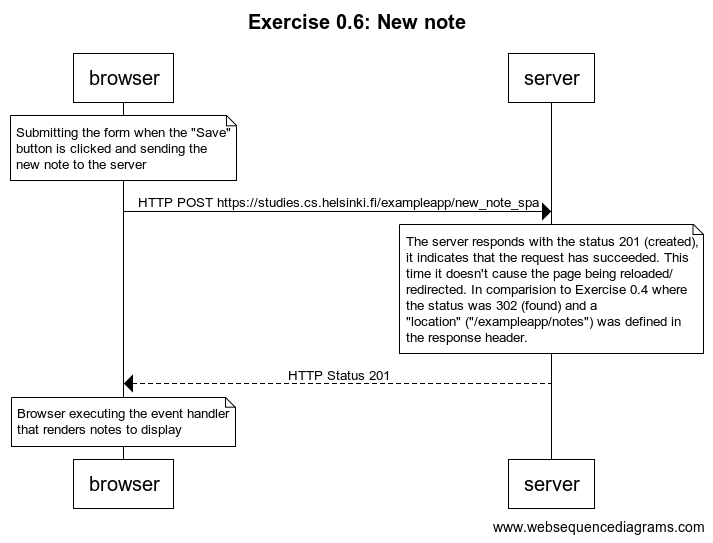 Exercise 0.6: New note
browser
server
Submitting the form when the "Save"
button is clicked and sending the
new note to the server
HTTP POST https://studies.cs.helsinki.fi/exampleapp/new_note_spa
The server responds with the status 201 (created),
it indicates that the request has succeeded. This
time it doesn't cause the page being reloaded/
redirected. In comparision to Exercise 0.4 where
the status was 302 (found) and a
"location" ("/exampleapp/notes") was defined in
the response header.
HTTP Status 201
Browser executing the event handler
that renders notes to display
browser
server
www.websequencediagrams.com